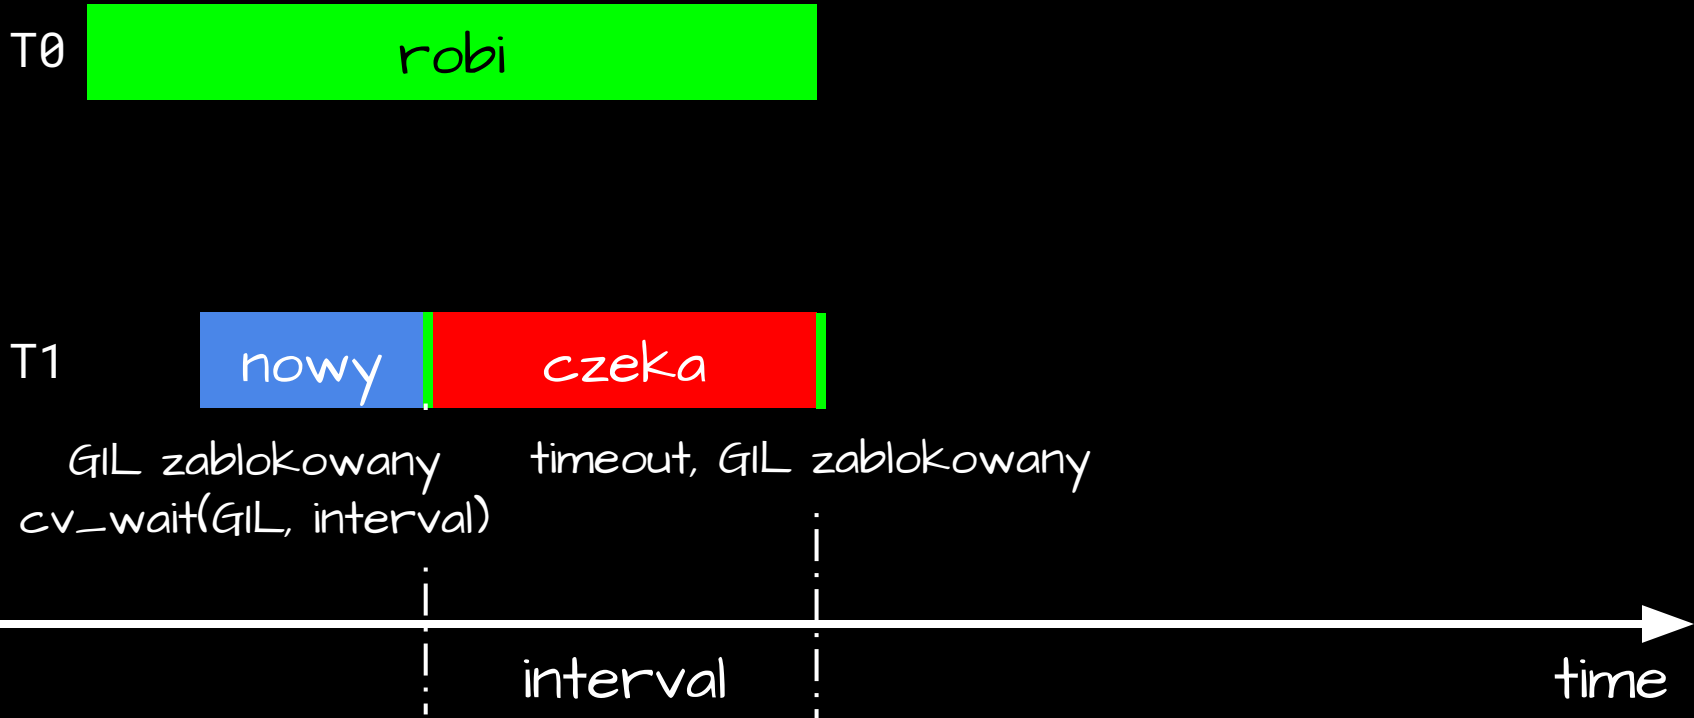 T0
robi
T1
nowy
czeka
GIL zablokowany
cv_wait(GIL, interval)
timeout, GIL zablokowany
interval
time